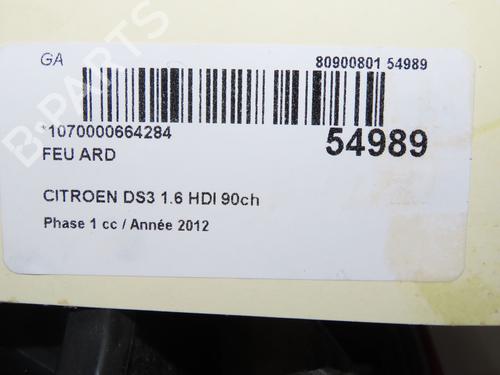 GA
80900801 54989
*1070000664284
54989
FEU ARD
CITROEN DS3 1.6 HDI 90ch
Phase 1 cc / Année 2012
B-PARTS